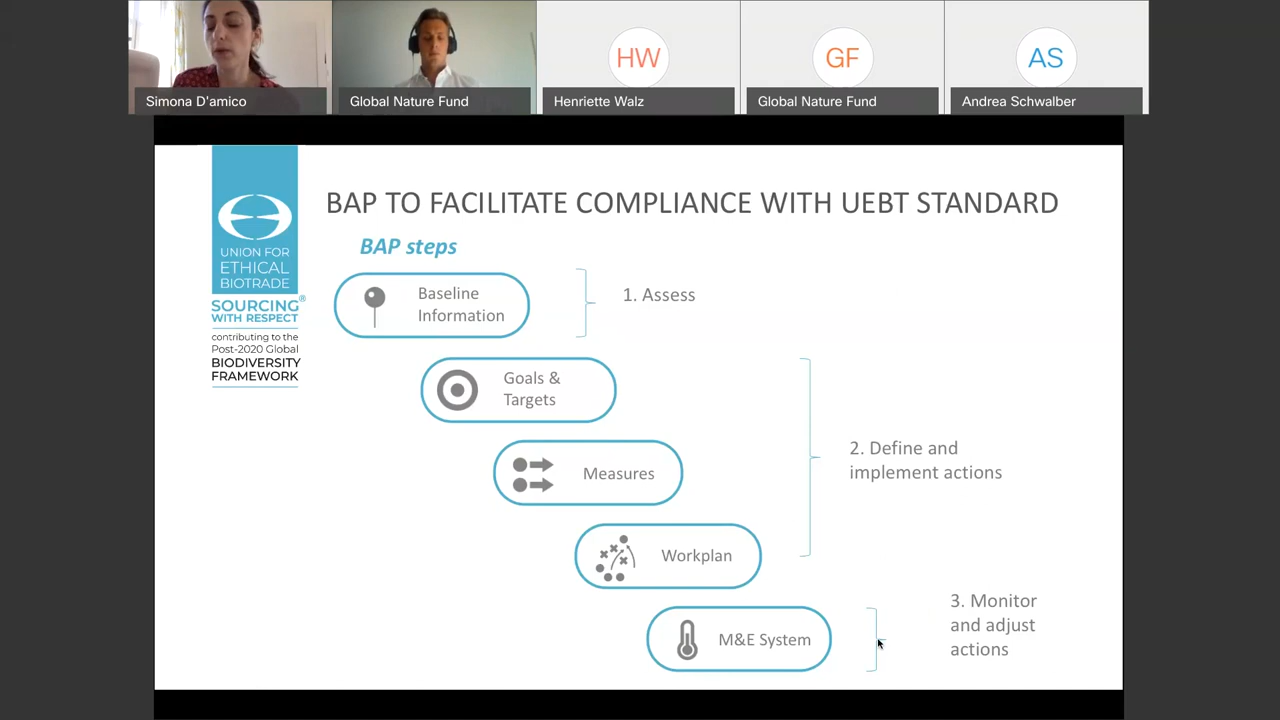 Simona D'amico
Global Nature Fund
HW
Henriette Walz
GF
Global Nature Fund
AS
Andrea Schwalber
UNION FOR
ETHICAL
BIOTRADE
SOURCING®
WITH RESPECT
contributing to the
Post-2020 Global
BIODIVERSITY
FRAMEWORK
BAP TO FACILITATE COMPLIANCE WITH UEBT STANDARD
BAP steps
Baseline
Information
1. Assess
Goals &
Targets
Measures
Workplan
2. Define and
implement actions
M&E System
3. Monitor
and adjust
actions